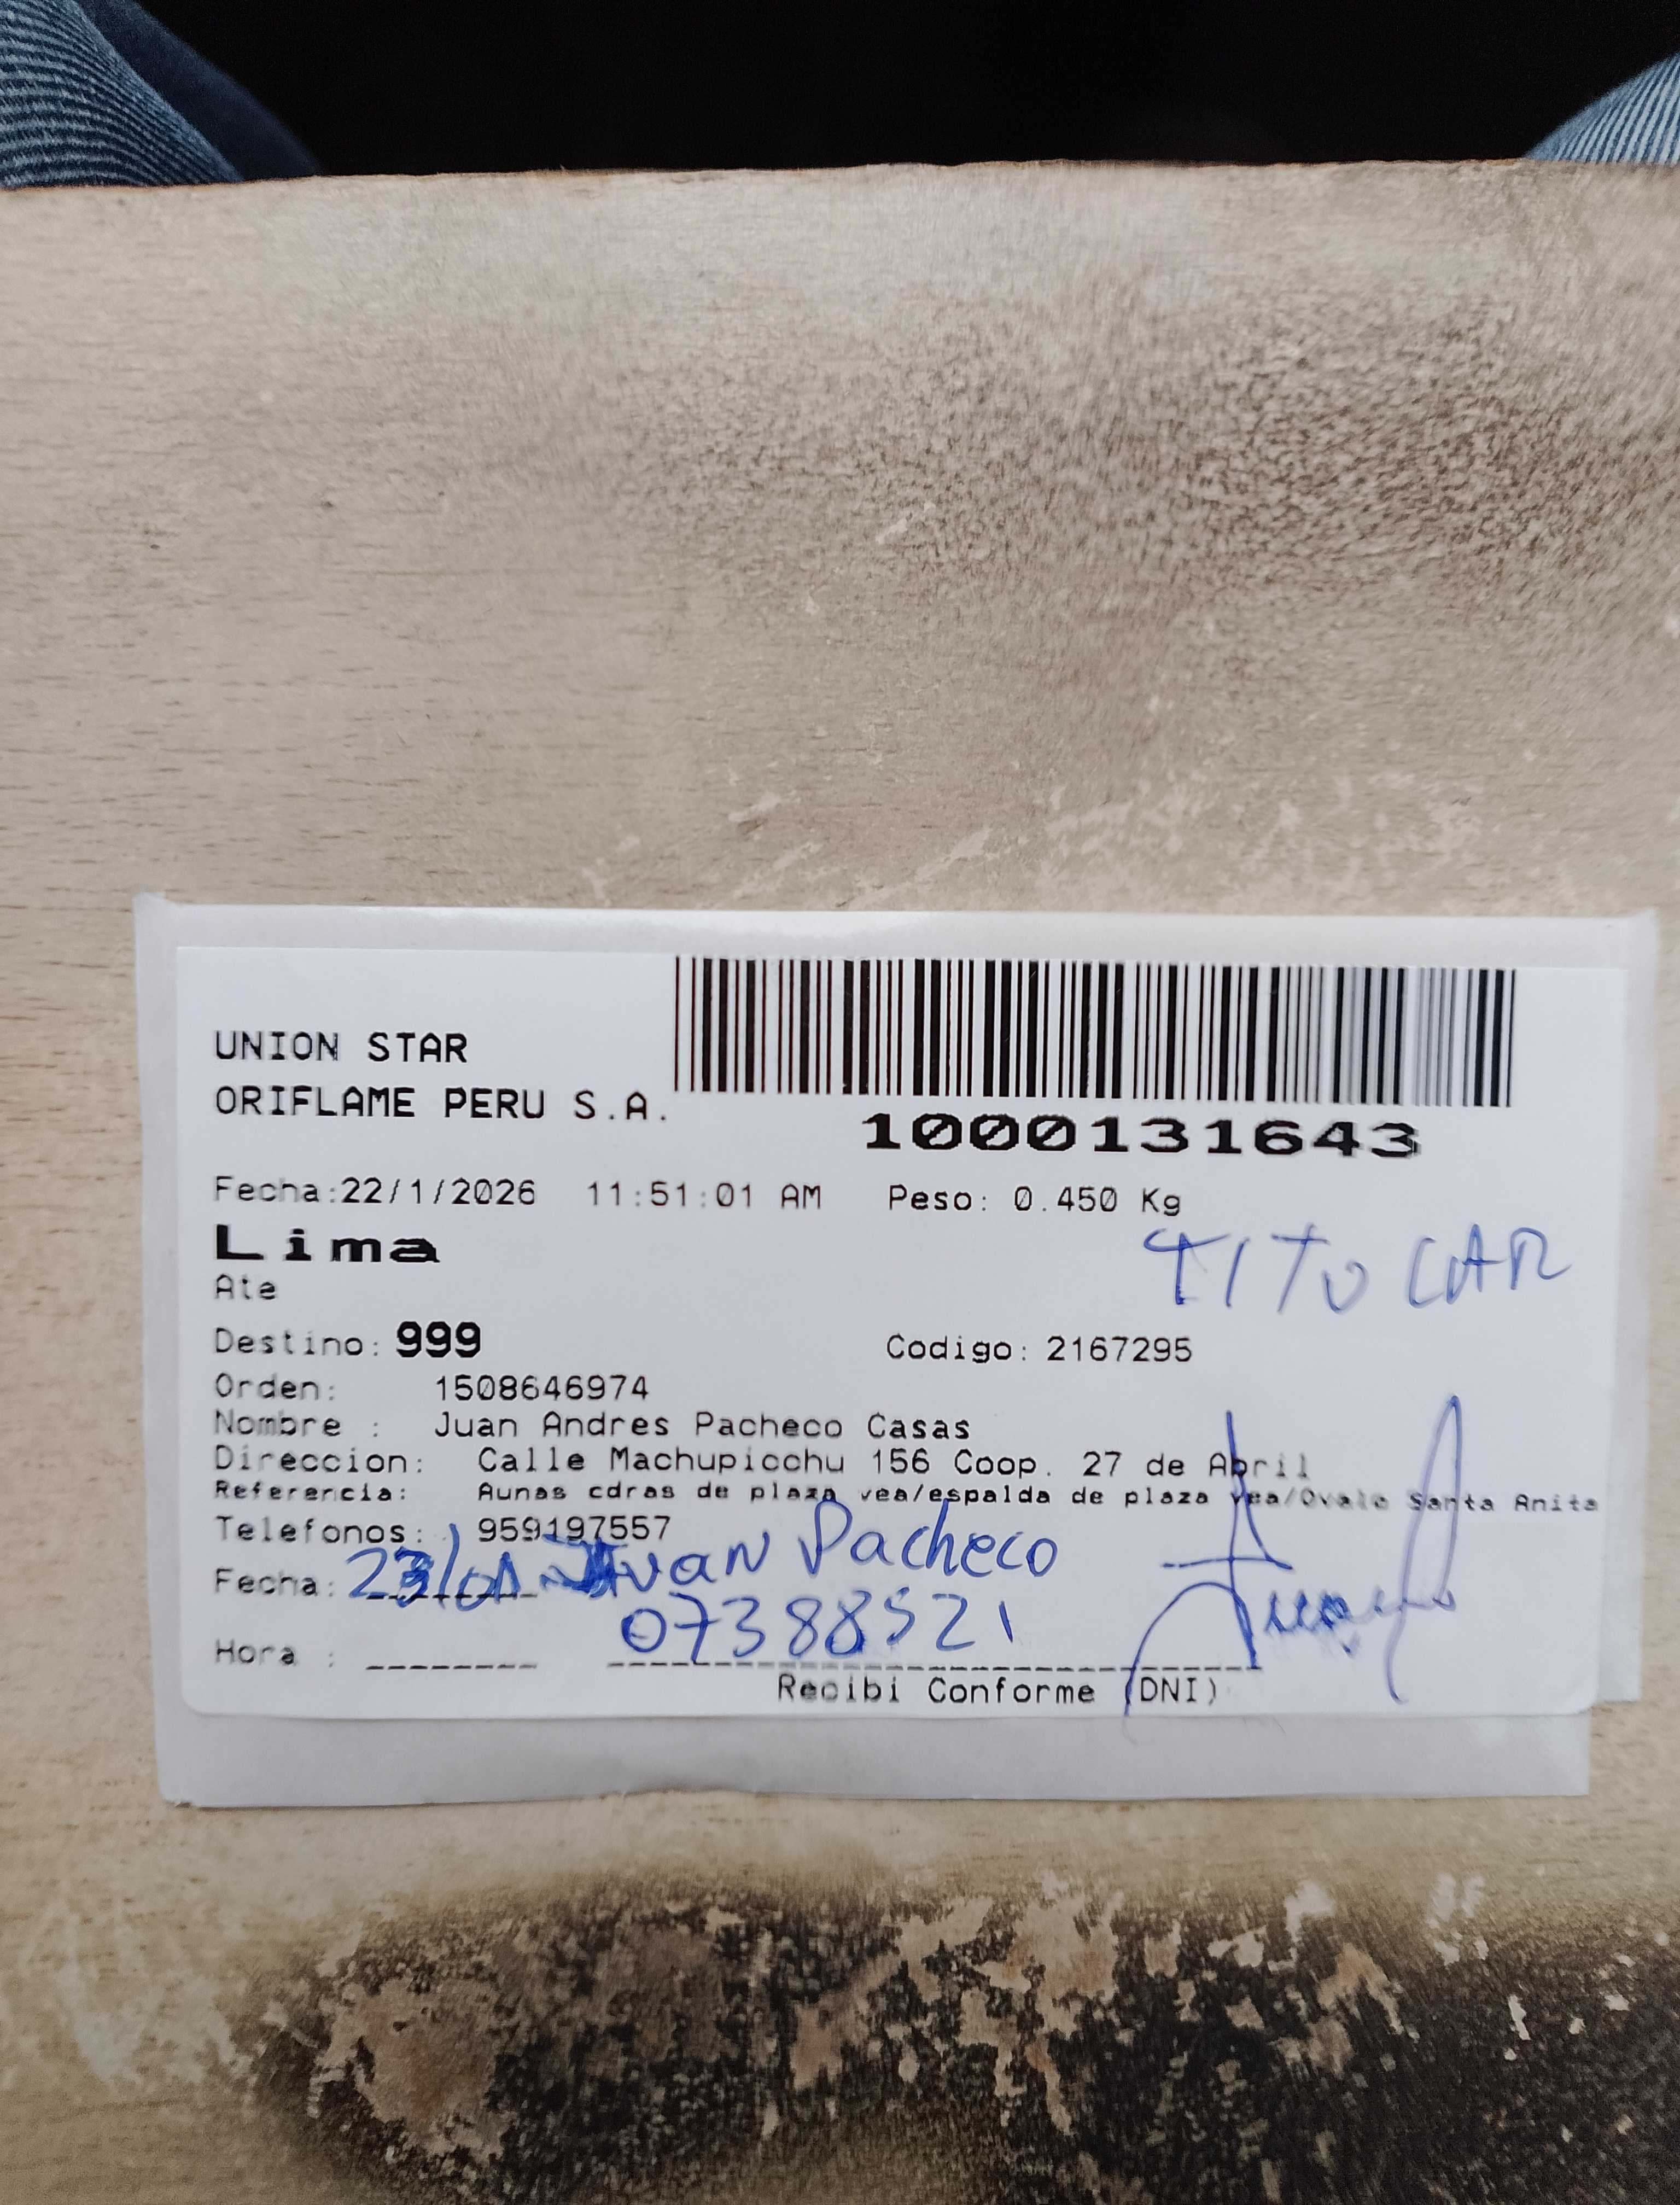 UNION STAR
ORIFLAME PERU S.A.
1000131643
Fecha:22/1/2026 11:51:01 AM Peso: 0.450 Kg
Lima
TITO CAR
Ate
Destino: 999 Codigo: 2167295
Orden: 1508646974
Nombre : Juan Andres Pacheco Casas
Direccion: Calle Machupicchu 156 Coop. 27 de Abril
Referencia: Aunas cdras de plaza vea/espalda de plaza vea/Ovalo Santa Anita
Telefonos: 959197557
Fecha: 23/01 Juan Pacheco
07388521
Hora :
Recibi Conforme (DNI)